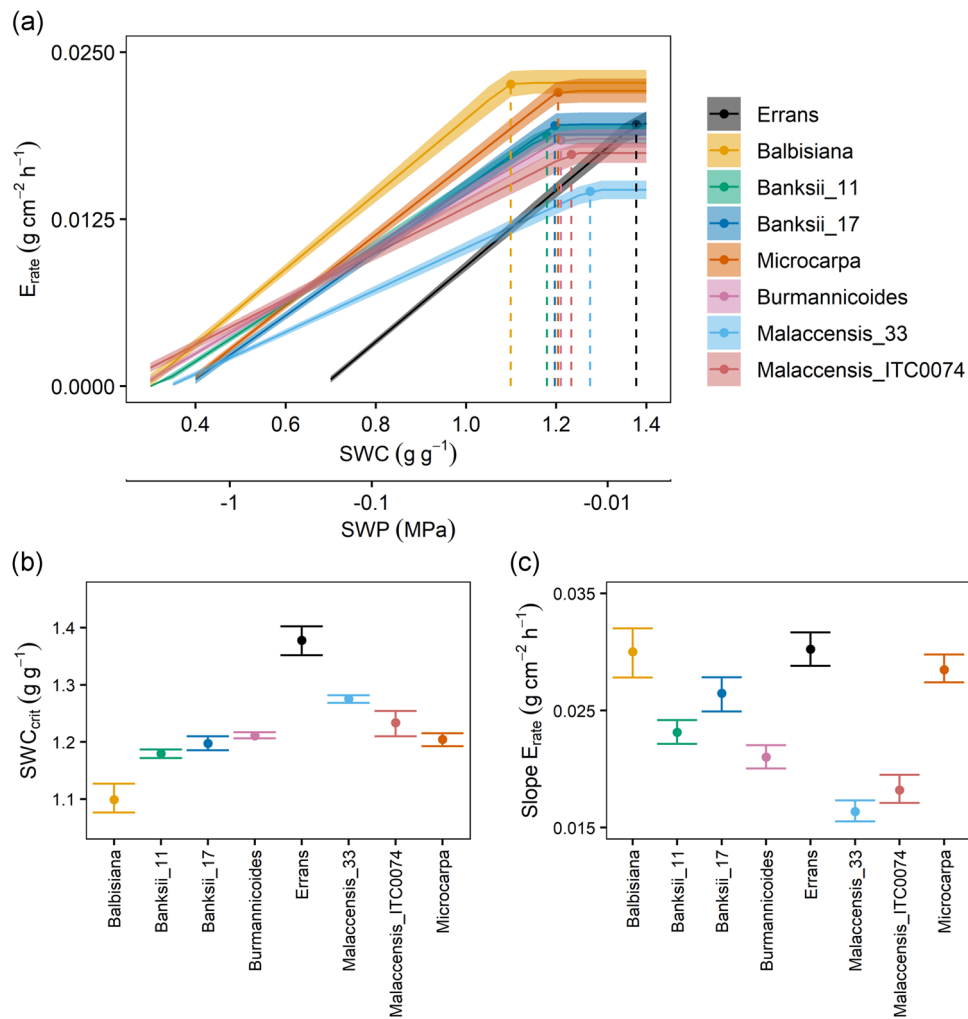 (a)
0.0250
0.0125
0.0000
E_rate (g cm⁻² h⁻¹)
0.4 0.6 0.8 1.0 1.2 1.4
SWC (g g⁻¹)
-1 -0.1 -0.01
SWP (MPa)
Errans
Balbisiana
Banksii_11
Banksii_17
Microcarpa
Burmannicoides
Malaccensis_33
Malaccensis_ITC0074
(b)
1.4
1.3
1.2
1.1
SWC_crit (g g⁻¹)
Balbisiana
Banksii_11
Banksii_17
Burmannicoides
Errans
Malaccensis_33
Malaccensis_ITC0074
Microcarpa
(c)
0.035
0.025
0.015
Slope E_rate (g cm⁻² h⁻¹)
Balbisiana
Banksii_11
Banksii_17
Burmannicoides
Errans
Malaccensis_33
Malaccensis_ITC0074
Microcarpa